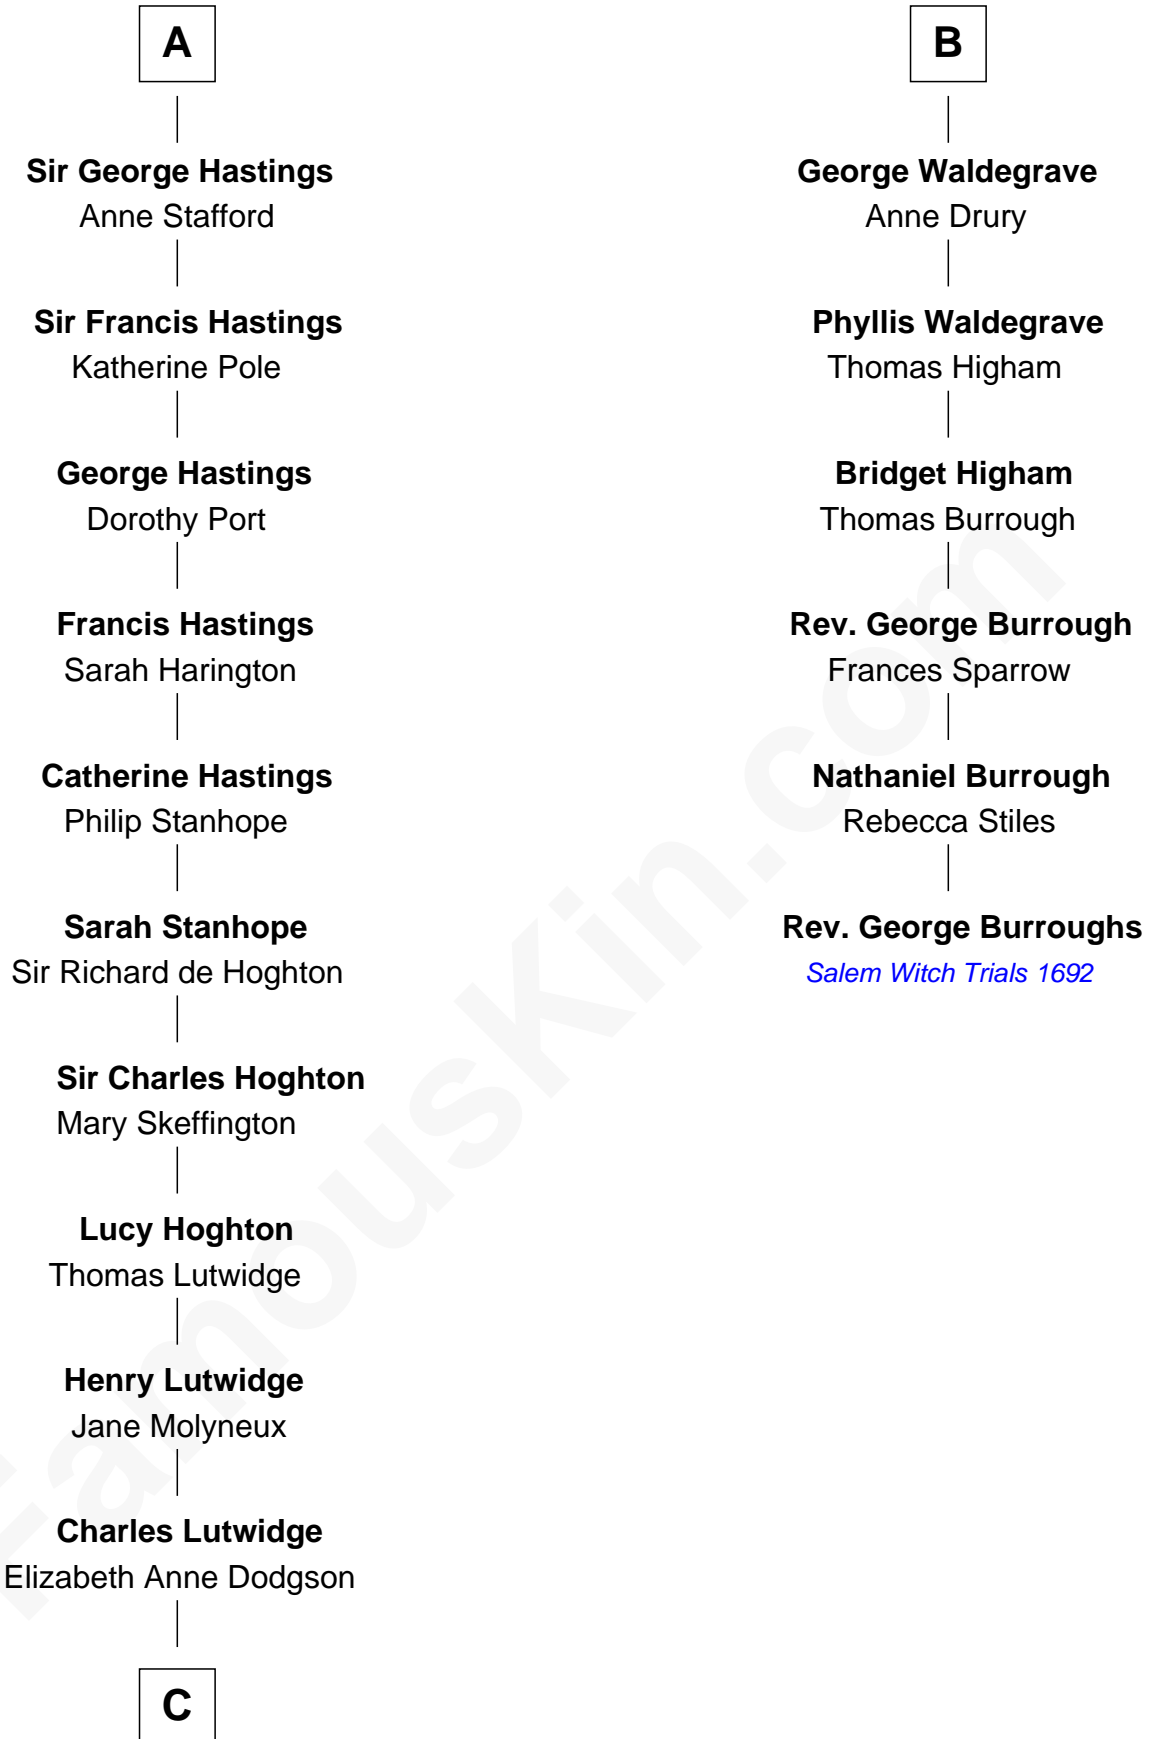 A
Sir George Hastings
Anne Stafford
Sir Francis Hastings
Katherine Pole
George Hastings
Dorothy Port
Francis Hastings
Sarah Harington
Catherine Hastings
Philip Stanhope
Sarah Stanhope
Sir Richard de Hoghton
Sir Charles Hoghton
Mary Skeffington
Lucy Hoghton
Thomas Lutwidge
Henry Lutwidge
Jane Molyneux
Charles Lutwidge
Elizabeth Anne Dodgson
C
B
George Waldegrave
Anne Drury
Phyllis Waldegrave
Thomas Higham
Bridget Higham
Thomas Burrough
Rev. George Burrough
Frances Sparrow
Nathaniel Burrough
Rebecca Stiles
Rev. George Burroughs
Salem Witch Trials 1692
FamousKin.com